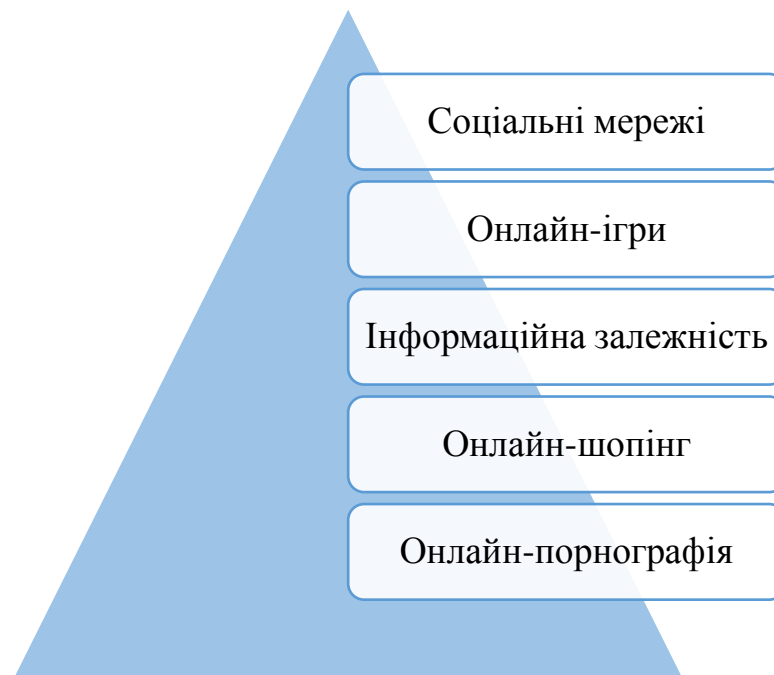 Соціальні мережі
Онлайн-ігри
Інформаційна залежність
Онлайн-шопінг
Онлайн-порнографія